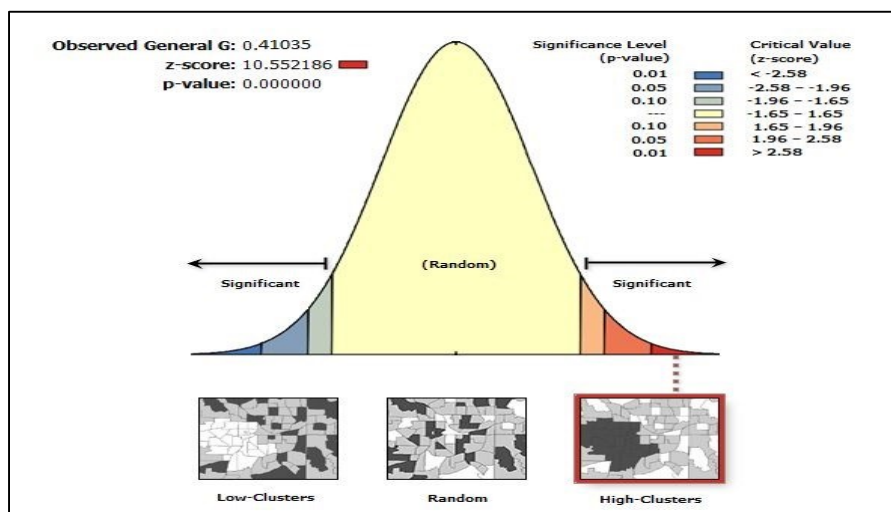 Observed General G: 0.41035
z-score: 10.552186
p-value: 0.000000
Significance Level
(p-value)
Critical Value
(z-score)
0.01 < -2.58
0.05 -2.58 – -1.96
0.10 -1.96 – -1.65
--- -1.65 – 1.65
0.10 1.65 – 1.96
0.05 1.96 – 2.58
0.01 > 2.58
Significant
(Random)
Significant
Low-Clusters
Random
High-Clusters